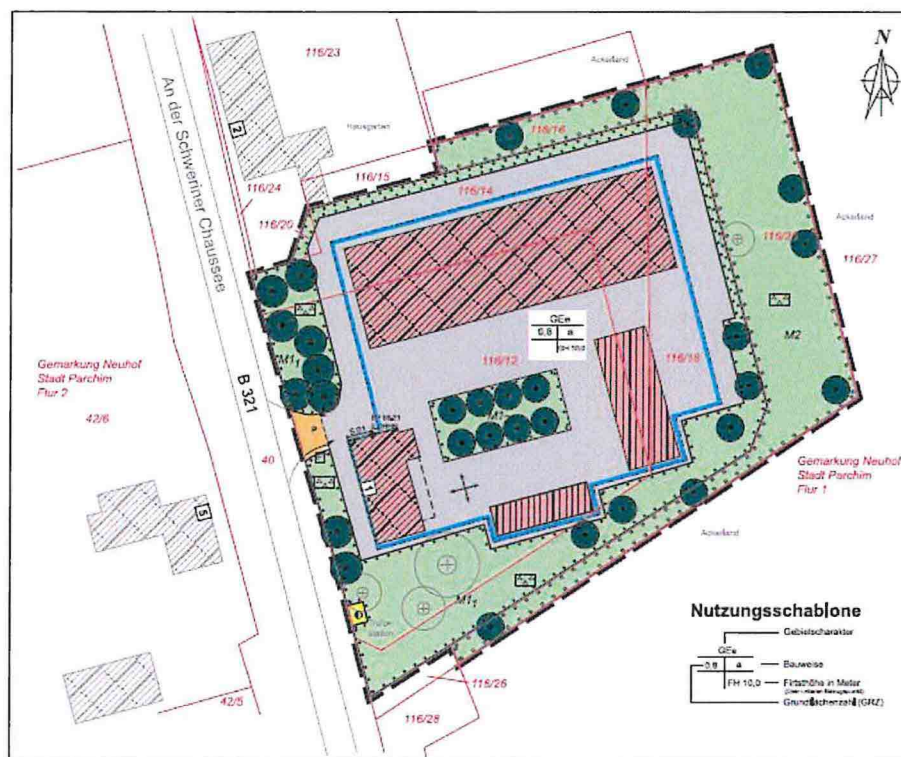 116/23
Ackerland
N
An der Schweriner Chaussee
2
Hausgarten
116/16
116/15
116/24
116/14
116/20
Ackerland
116/27
GEe
0,8 a
FH 10,0
116/12
116/18
M2
M1₁
Gemarkung Neuhof
Stadt Parchim
Flur 2
42/6
B 321
40
1
5
Gemarkung Neuhof
Stadt Parchim
Flur 1
Ackerland
M1₁
116/28
42/5
Nutzungsschablone
Gebietscharakter
GEe
0,8 a
Bauweise
FH 10,0
Firsthöhe in Meter
Grundflächenzahl (GRZ)